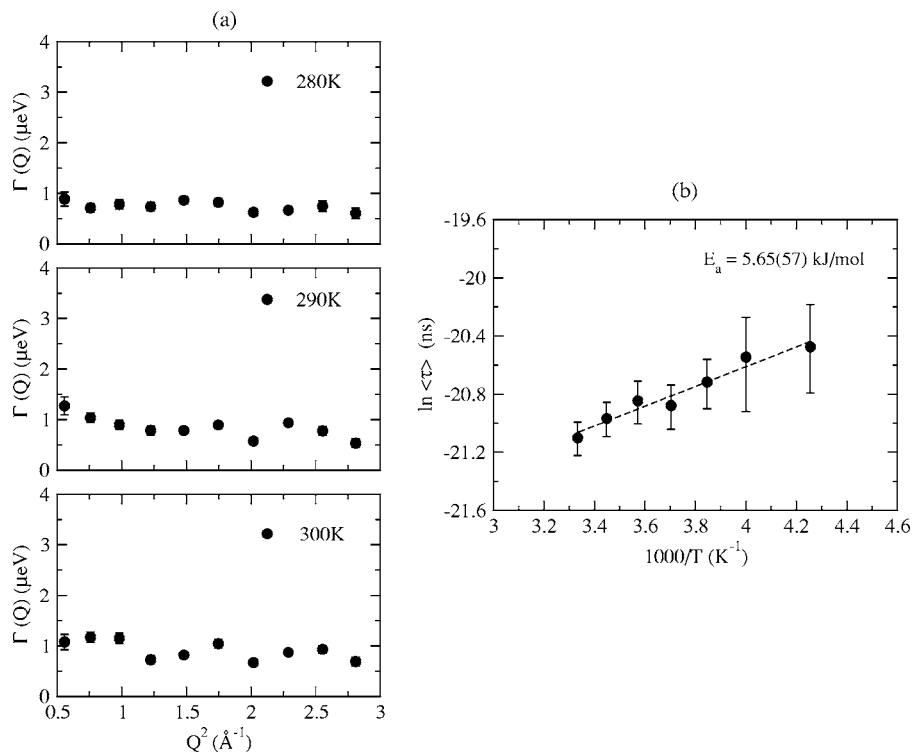 (a)
4
3
2
1
0
Γ (Q) (μeV)
280K
4
3
2
1
0
Γ (Q) (μeV)
290K
4
3
2
1
0
Γ (Q) (μeV)
300K
0.5 1 1.5 2 2.5 3
Q² (Å⁻¹)
(b)
-19.6
-20
-20.4
-20.8
-21.2
-21.6
ln <τ> (ns)
Eₐ = 5.65(57) kJ/mol
3 3.2 3.4 3.6 3.8 4 4.2 4.4 4.6
1000/T (K⁻¹)